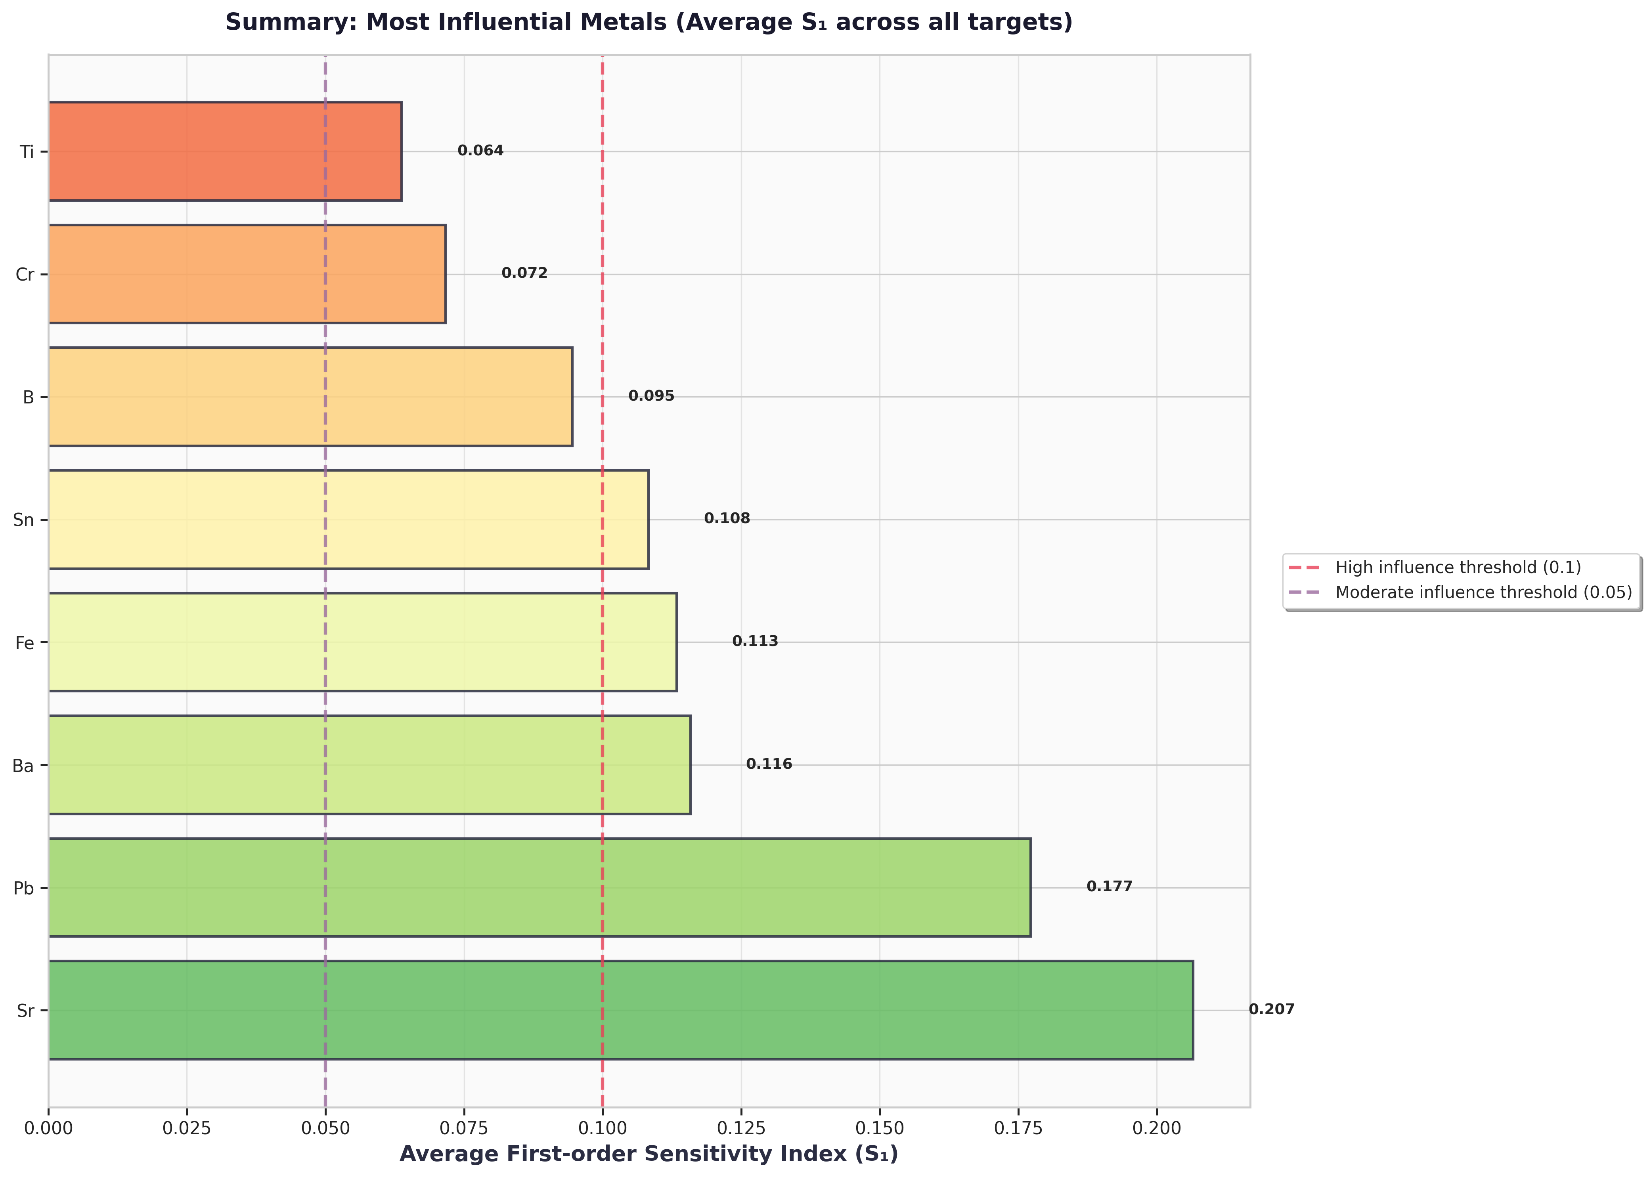 Summary: Most Influential Metals (Average S₁ across all targets)
Ti
0.064
Cr
0.072
B
0.095
Sn
0.108
High influence threshold (0.1)
Moderate influence threshold (0.05)
Fe
0.113
Ba
0.116
Pb
0.177
Sr
0.207
0.000 0.025 0.050 0.075 0.100 0.125 0.150 0.175 0.200
Average First-order Sensitivity Index (S₁)